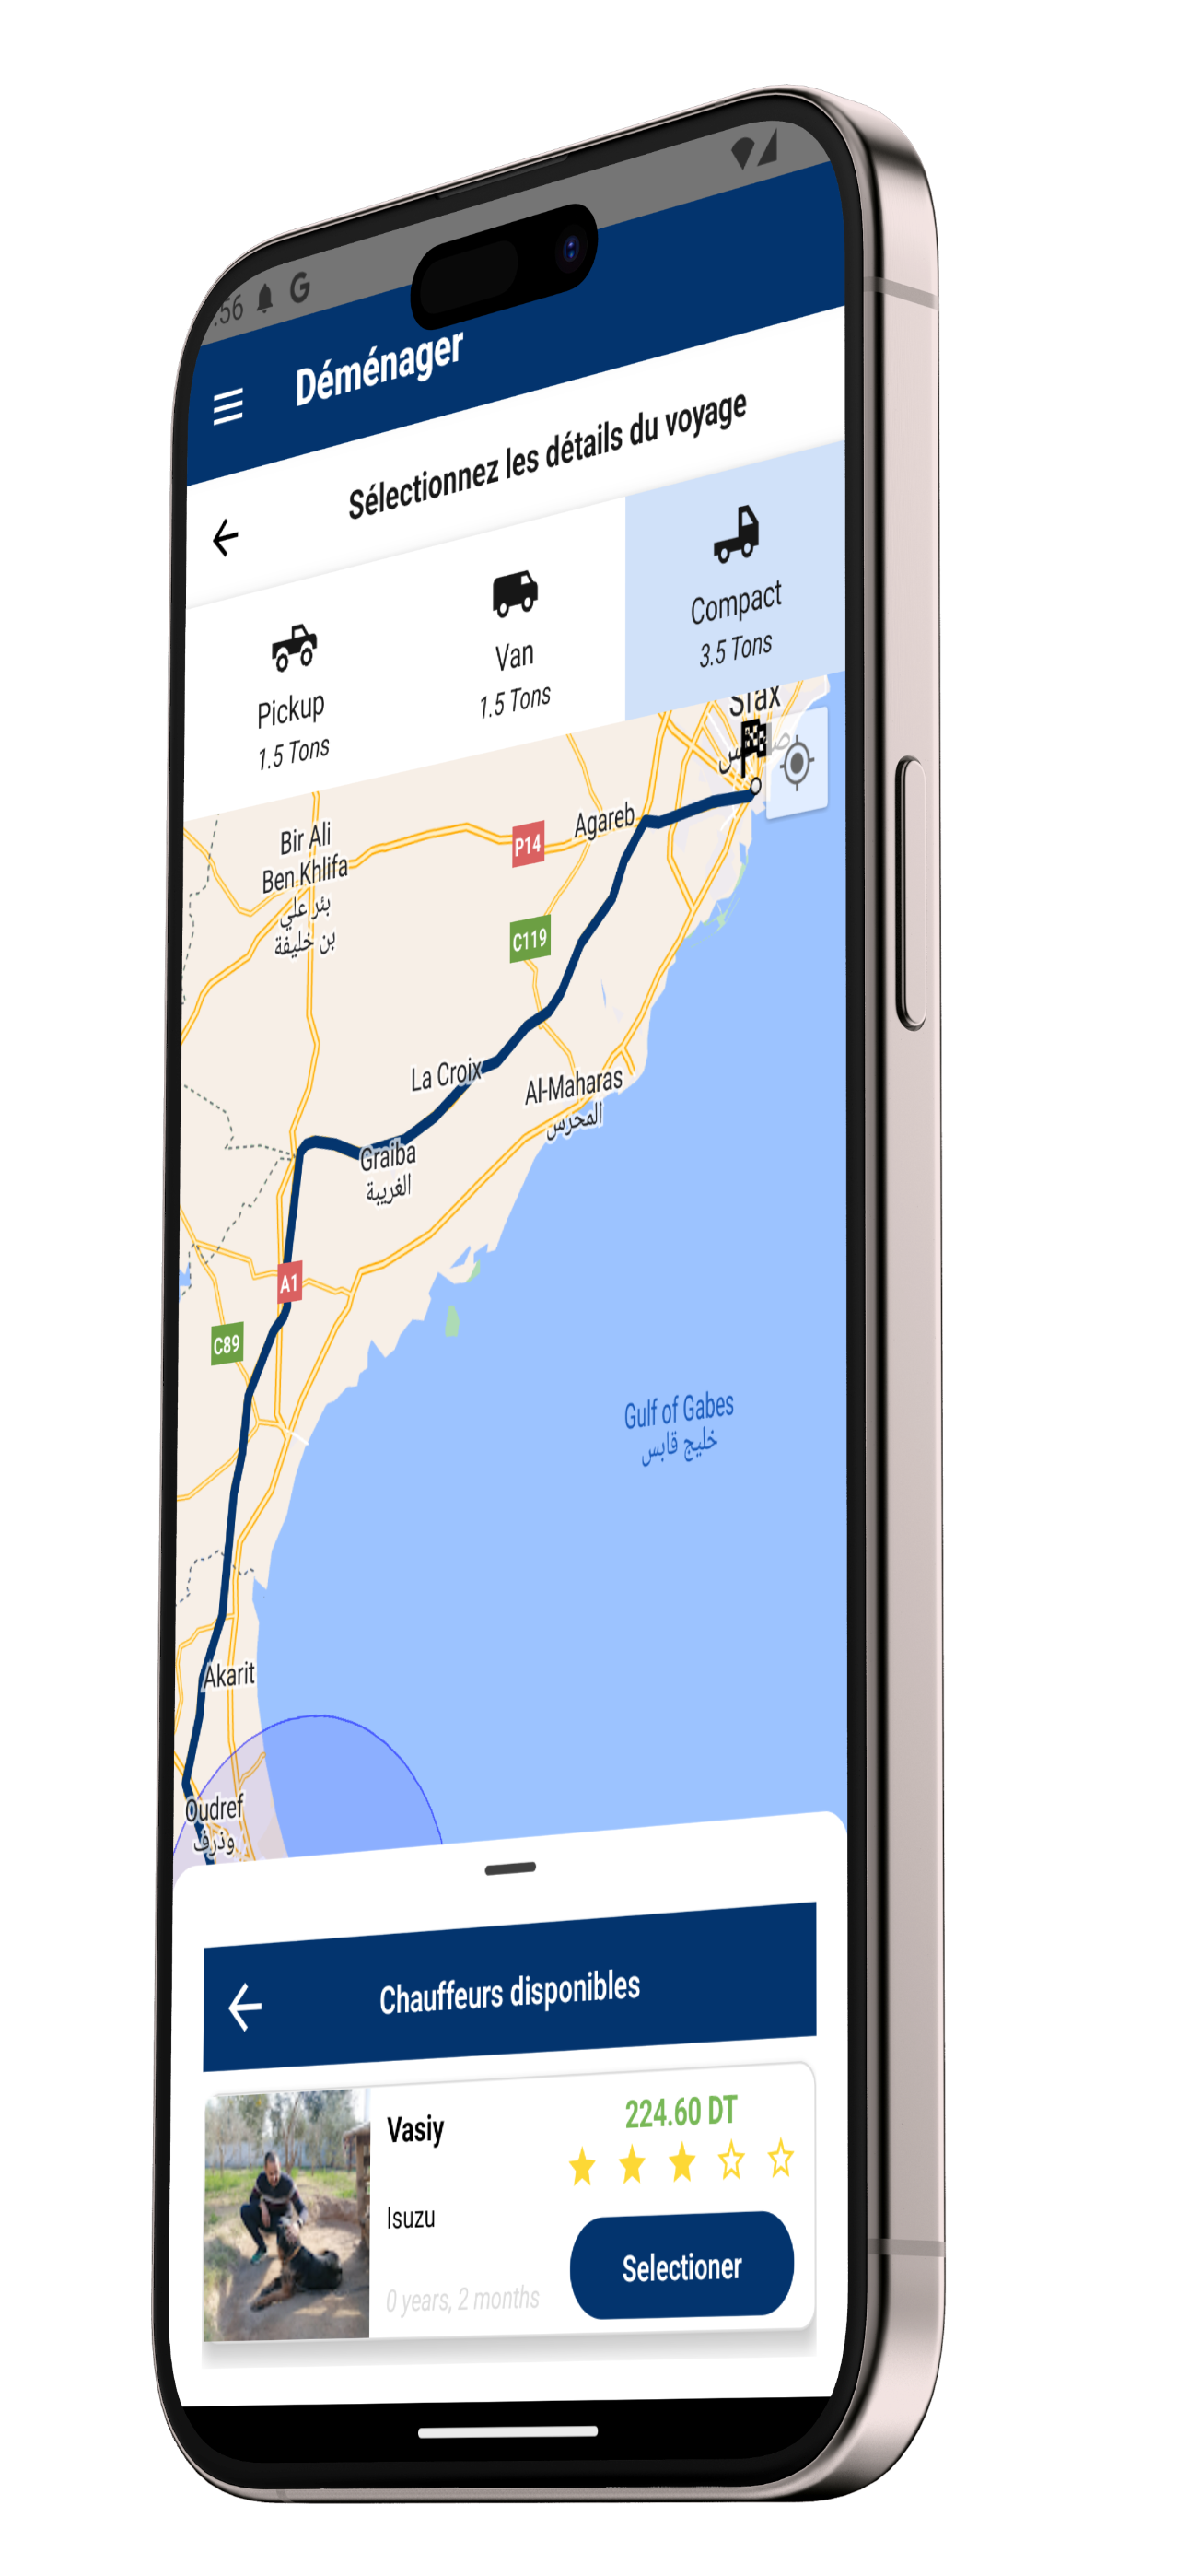 :56 G
Déménager
Sélectionnez les détails du voyage
Pickup
1.5 Tons
Van
1.5 Tons
Compact
3.5 Tons
Sfax
صفاقس
Agareb
P14
Bir Ali
Ben Khlifa
بئر علي
بن خليفة
C119
La Croix
Al-Maharas
المحرس
Graïba
الغريبة
A1
C89
Gulf of Gabes
خليج قابس
Akarit
Oudref
وذرف
Chauffeurs disponibles
Vasiy
224.60 DT
Isuzu
0 years, 2 months
Selectioner